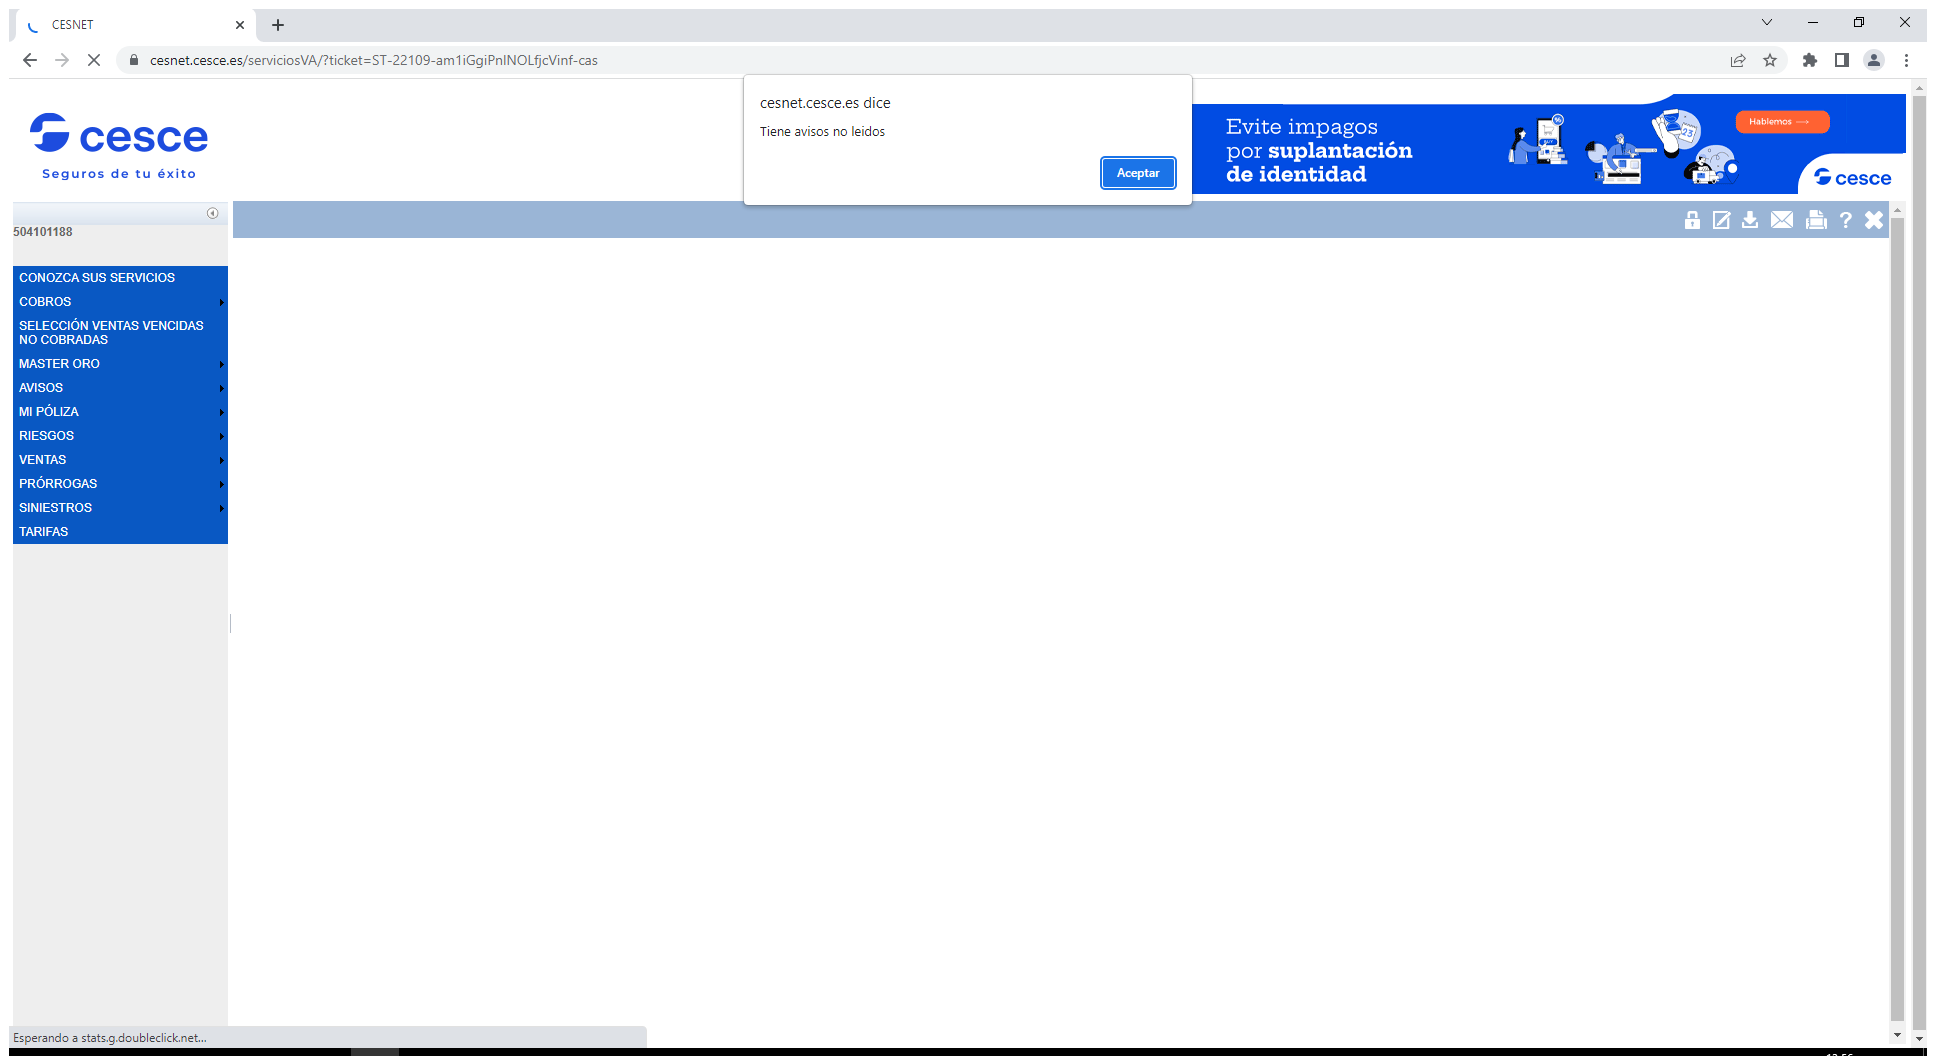 CESNET
cesnet.cesce.es/serviciosVA/?ticket=ST-22109-am1iGgiPnlNOLfjcVinf-cas
cesnet.cesce.es dice
Tiene avisos no leidos
Aceptar
cesce
Seguros de tu éxito
Evite impagos
por suplantación
de identidad
Hablemos
cesce
504101188
CONOZCA SUS SERVICIOS
COBROS
SELECCIÓN VENTAS VENCIDAS
NO COBRADAS
MASTER ORO
AVISOS
MI PÓLIZA
RIESGOS
VENTAS
PRÓRROGAS
SINIESTROS
TARIFAS
Esperando a stats.g.doubleclick.net...